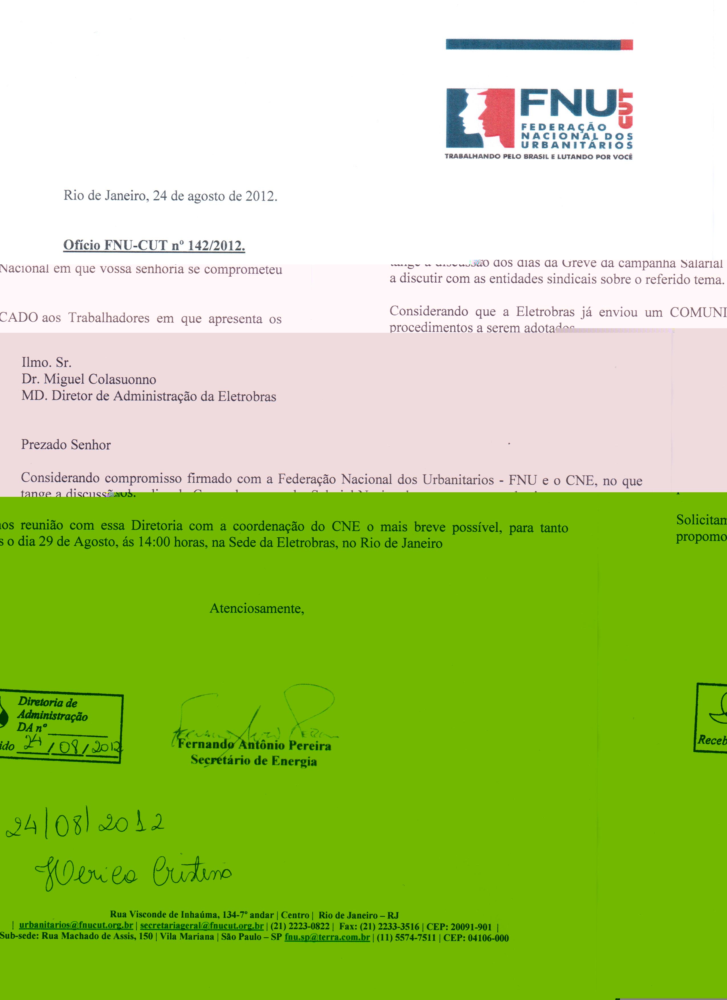 FNU CUT
FEDERAÇÃO
NACIONAL DOS
URBANITÁRIOS
TRABALHANDO PELO BRASIL E LUTANDO POR VOCÊ
Rio de Janeiro, 24 de agosto de 2012.
Ofício FNU-CUT nº 142/2012.
Nacional em que vossa senhoria se comprometeu
dos dias da Greve da campanha Salarial
a discutir com as entidades sindicais sobre o referido tema.
CADO aos Trabalhadores em que apresenta os
Considerando que a Eletrobras já enviou um COMUNI
procedimentos a serem adotados
Ilmo. Sr.
Dr. Miguel Colasuonno
MD. Diretor de Administração da Eletrobras
Prezado Senhor
Considerando compromisso firmado com a Federação Nacional dos Urbanitarios - FNU e o CNE, no que
tange a
os reunião com essa Diretoria com a coordenação do CNE o mais breve possível, para tanto
s o dia 29 de Agosto, ás 14:00 horas, na Sede da Eletrobras, no Rio de Janeiro
Solicitam
propomo
Atenciosamente,
Diretoria de
Administração
DA nº
ido 24/08/2012
Receb
Fernando Antônio Pereira
Secretário de Energia
24/08/2012
Cristina
Rua Visconde de Inhaúma, 134-7º andar | Centro | Rio de Janeiro – RJ
| urbanitarios@fnucut.org.br | secretariageral@fnucut.org.br | (21) 2223-0822 | Fax: (21) 2233-3516 | CEP: 20091-901 |
Sub-sede: Rua Machado de Assis, 150 | Vila Mariana | São Paulo – SP fnu.sp@terra.com.br | (11) 5574-7511 | CEP: 04106-000